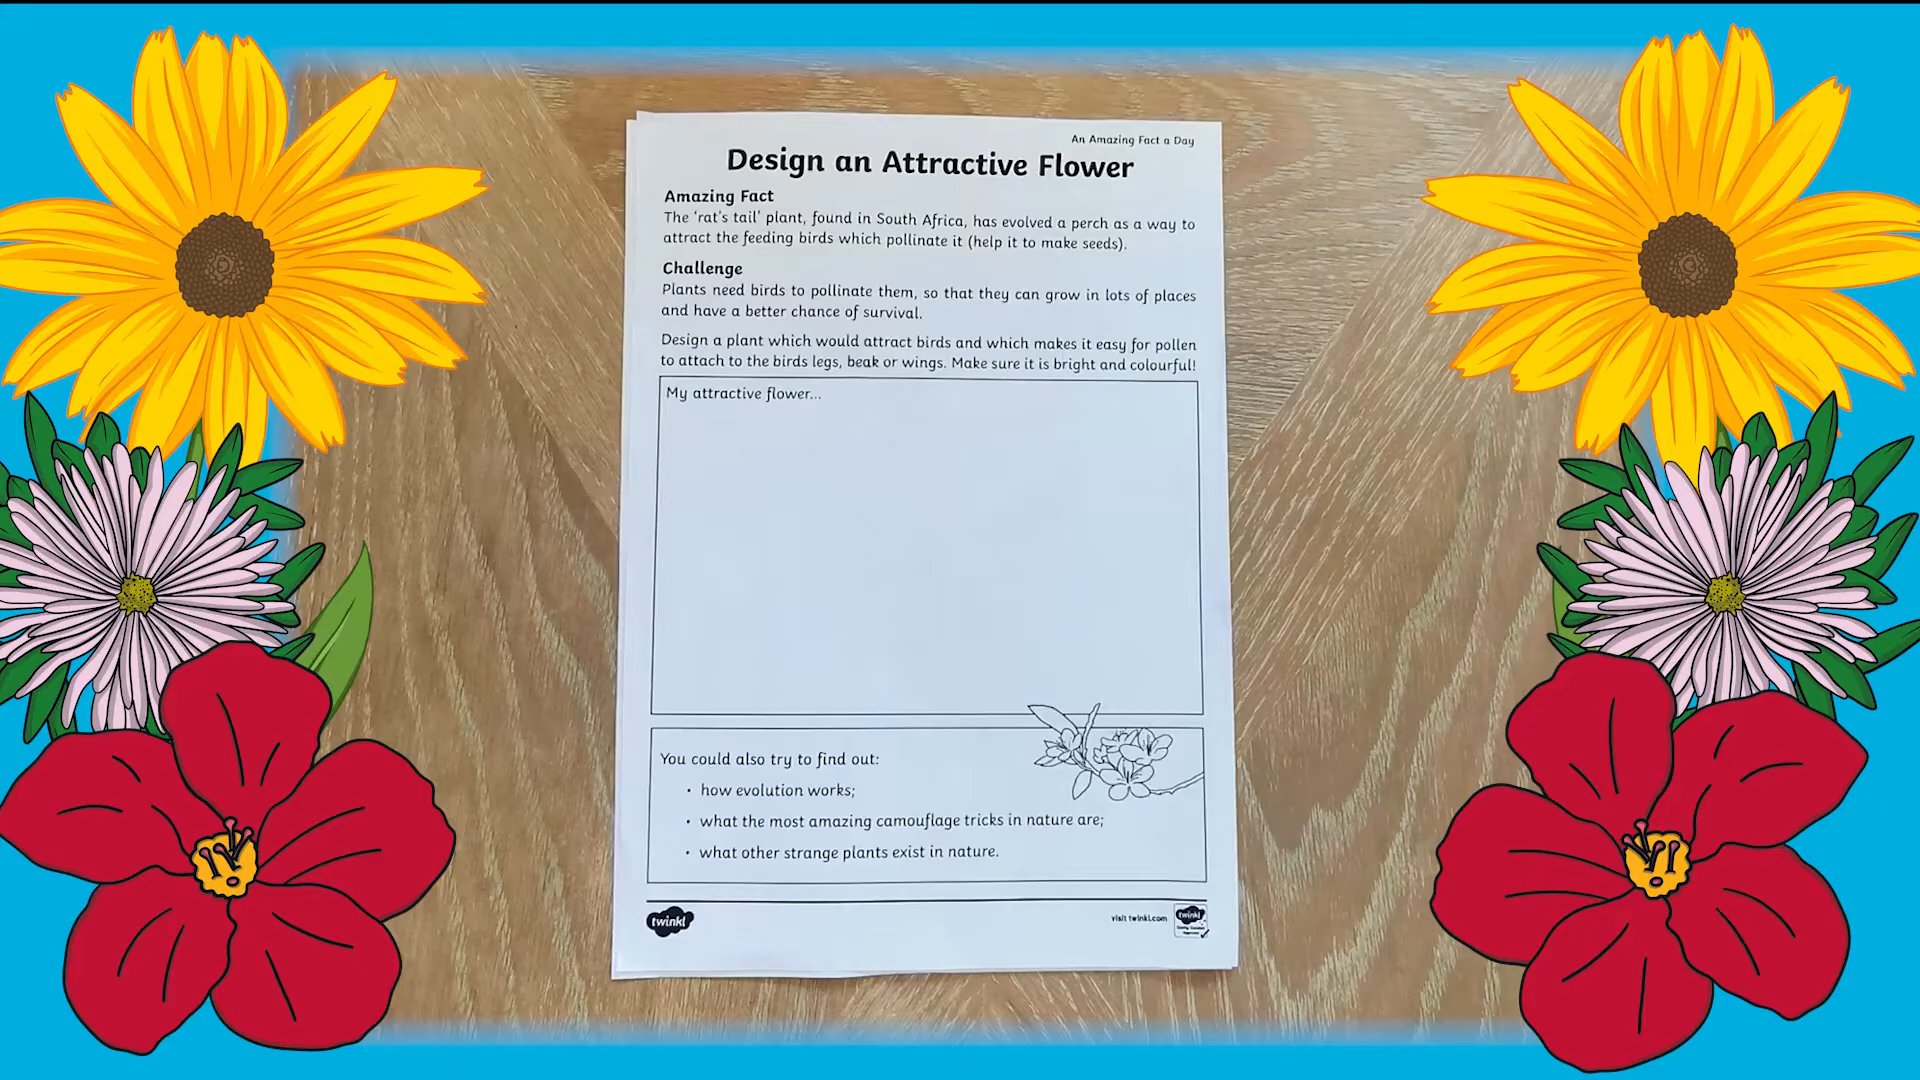 An Amazing Fact a Day
Design an Attractive Flower
Amazing Fact
The ‘rat’s tail’ plant, found in South Africa, has evolved a perch as a way to
attract the feeding birds which pollinate it (help it to make seeds).
Challenge
Plants need birds to pollinate them, so that they can grow in lots of places
and have a better chance of survival.
Design a plant which would attract birds and which makes it easy for pollen
to attach to the birds legs, beak or wings. Make sure it is bright and colourful!
My attractive flower...
You could also try to find out:
• how evolution works;
• what the most amazing camouflage tricks in nature are;
• what other strange plants exist in nature.
twinkl
visit twinkl.com
twinkl